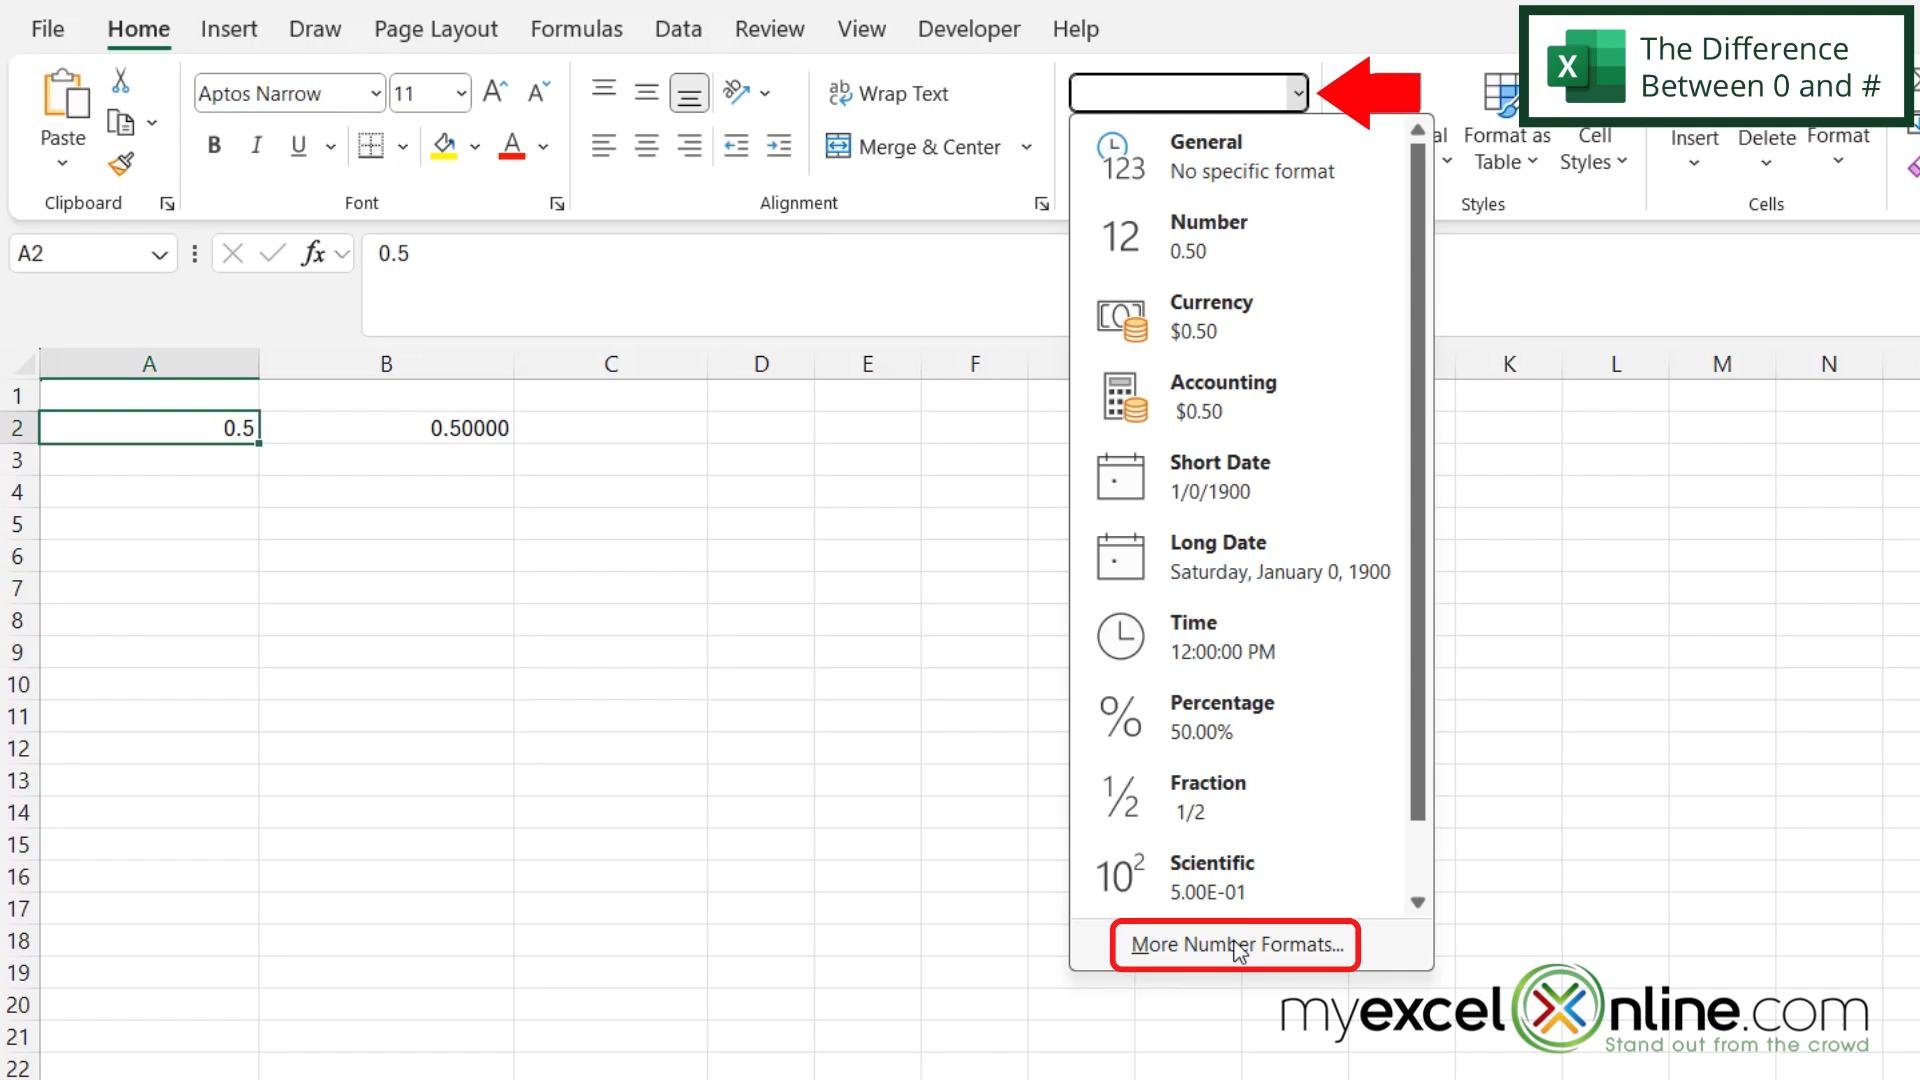 File Home Insert Draw Page Layout Formulas Data Review View Developer Help
The Difference
Between 0 and #
Aptos Narrow 11 A A
ab Wrap Text
Paste
B I U A
Merge & Center
al Format as Cell
Table Styles
Insert Delete Format
Clipboard Font Alignment Styles Cells
A2 fx 0.5
General
123 No specific format
12 Number
0.50
Currency
$0.50
Accounting
$0.50
Short Date
1/0/1900
Long Date
Saturday, January 0, 1900
Time
12:00:00 PM
% Percentage
50.00%
1/2 Fraction
1/2
10² Scientific
5.00E-01
More Number Formats...
A B C D E F K L M N
1
2 0.5 0.50000
3
4
5
6
7
8
9
10
11
12
13
14
15
16
17
18
19
20
21
22
myexcelonline.com
Stand out from the crowd